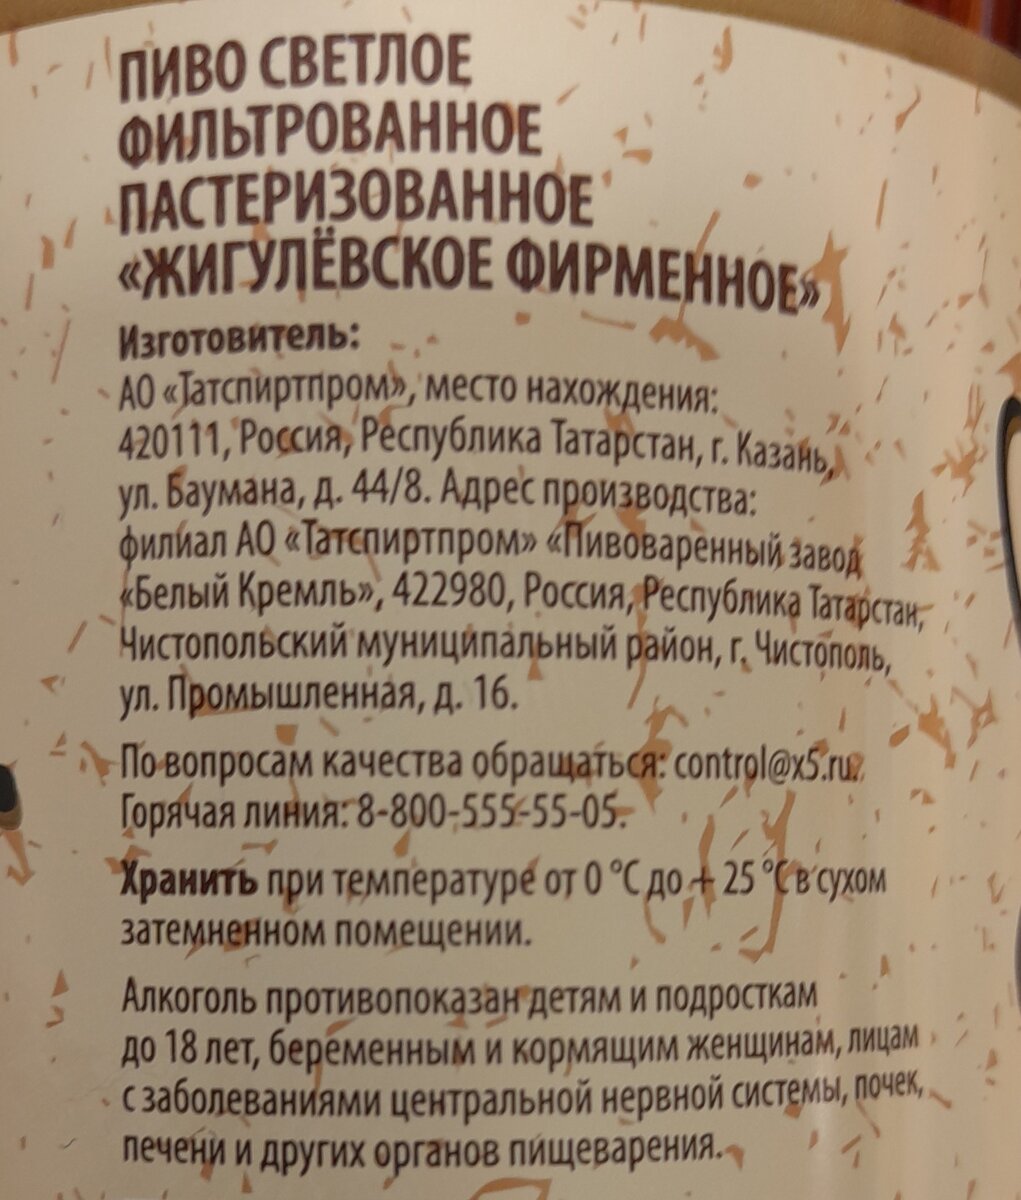 ПИВО СВЕТЛОЕ
ФИЛЬТРОВАННОЕ
ПАСТЕРИЗОВАННОЕ
«ЖИГУЛЁВСКОЕ ФИРМЕННОЕ»
Изготовитель:
АО «Татспиртпром», место нахождения:
420111, Россия, Республика Татарстан, г. Казань,
ул. Баумана, д. 44/8. Адрес производства:
филиал АО «Татспиртпром» «Пивоваренный завод
«Белый Кремль», 422980, Россия, Республика Татарстан,
Чистопольский муниципальный район, г. Чистополь,
ул. Промышленная, д. 16.
По вопросам качества обращаться: control@x5.ru.
Горячая линия: 8-800-555-55-05.
Хранить при температуре от 0 °С до + 25 °С в сухом
затемненном помещении.
Алкоголь противопоказан детям и подросткам
до 18 лет, беременным и кормящим женщинам, лицам
с заболеваниями центральной нервной системы, почек,
печени и других органов пищеварения.